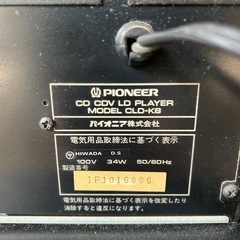 PIONEER
CD CDV LD PLAYER
MODEL CLD-K8
パイオニア株式会社
電気用品取締法に基づく表示
HIWADA D.S
100V 34W 50/60Hz
製造番号
電気用品取締法に基づく表示を改変したり
消除すると違反になります。